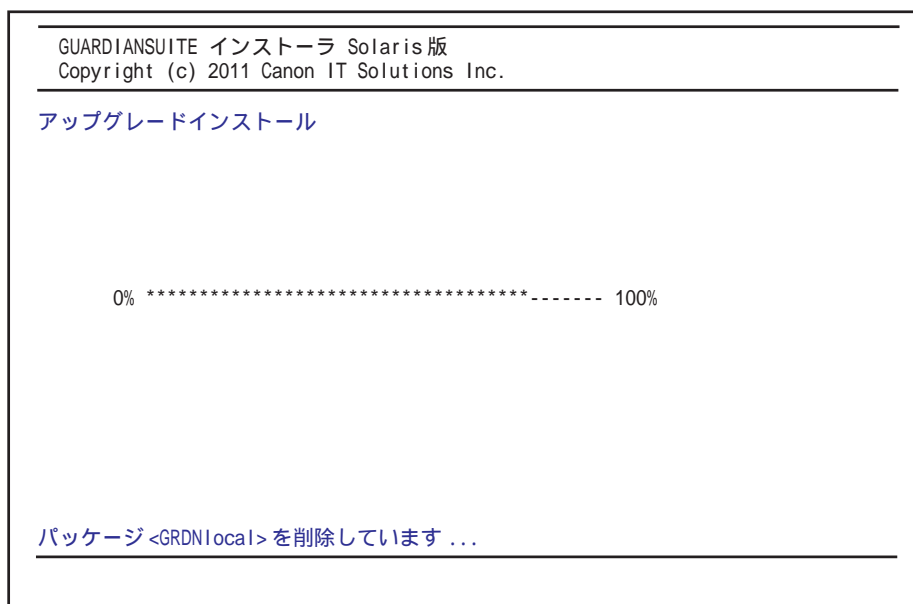 GUARDIANSUITE インストーラ Solaris版
Copyright (c) 2011 Canon IT Solutions Inc.
アップグレードインストール
0% ************************************------- 100%
パッケージ<GRDNlocal>を削除しています...